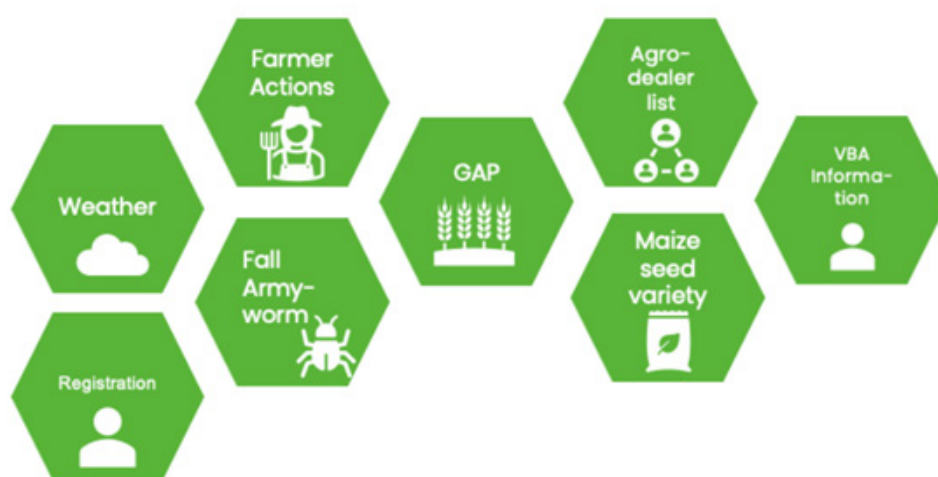 Farmer
Actions
Agro-
dealer
list
VBA
Informa-
tion
GAP
Weather
Maize
seed
variety
Fall
Army-
worm
Registration